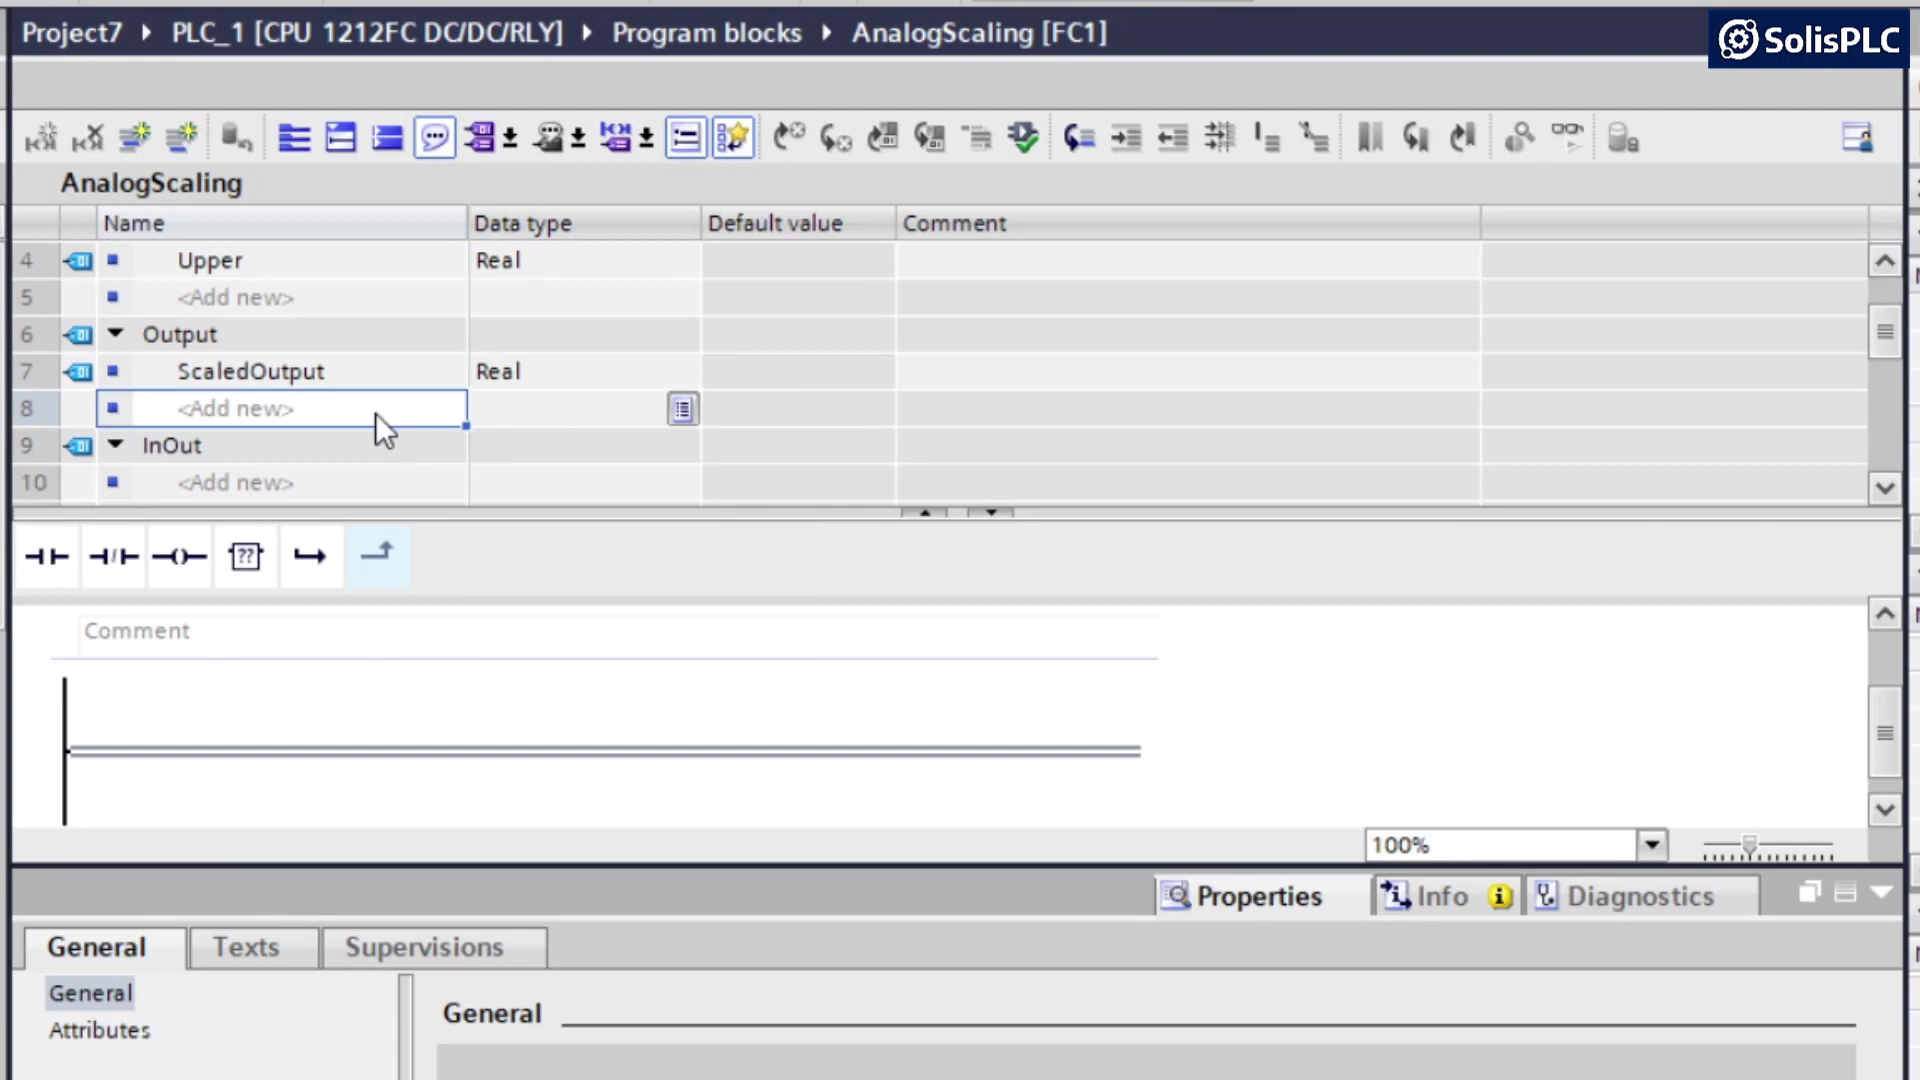 Project7 ▸ PLC_1 [CPU 1212FC DC/DC/RLY] ▸ Program blocks ▸ AnalogScaling [FC1]
SolisPLC
AnalogScaling
Name Data type Default value Comment
4 Upper Real
5 <Add new>
6 Output
7 ScaledOutput Real
8 <Add new>
9 InOut
10 <Add new>
??
Comment
100%
Properties Info Diagnostics
General Texts Supervisions
General
General
Attributes